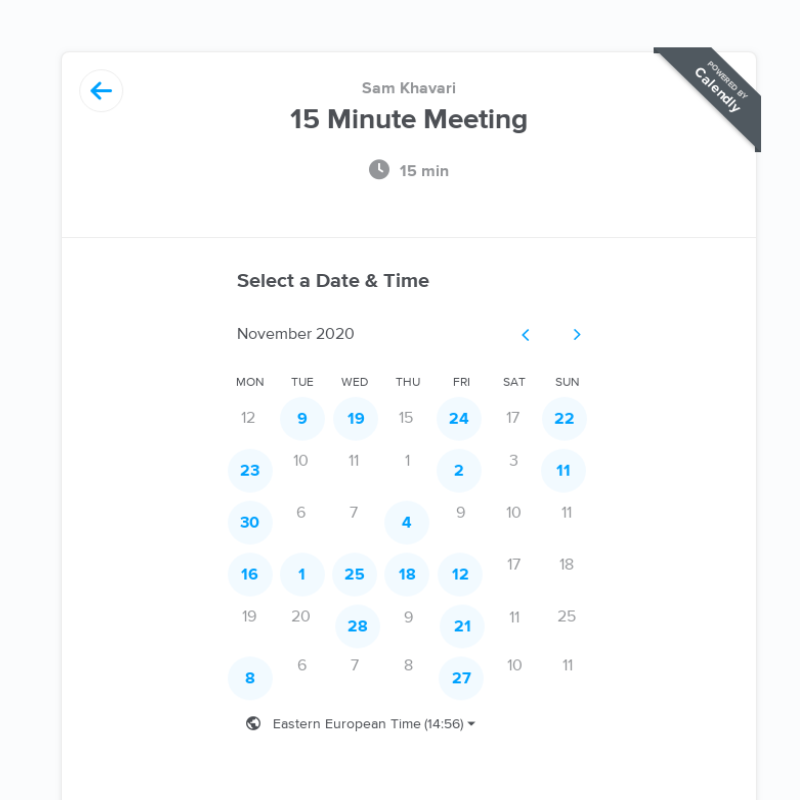 POWERED BY
Calendly
Sam Khavari
15 Minute Meeting
15 min
Select a Date & Time
November 2020
MON TUE WED THU FRI SAT SUN
12 9 19 15 24 17 22
23 10 11 1 2 3 11
30 6 7 4 9 10 11
16 1 25 18 12 17 18
19 20 28 9 21 11 25
8 6 7 8 27 10 11
Eastern European Time (14:56)